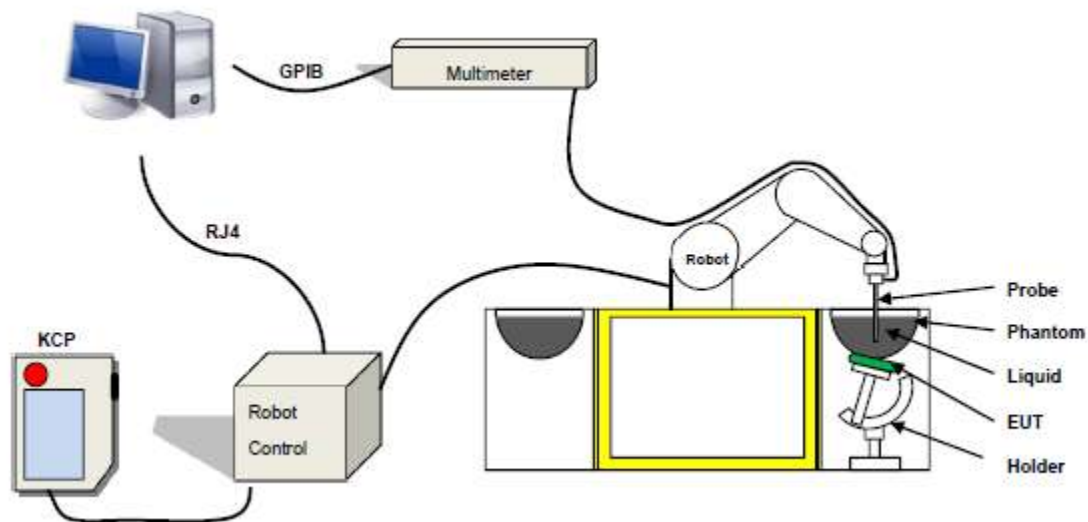 GPIB
Multimeter
RJ4
Robot
Probe
Phantom
KCP
Liquid
Robot
Control
EUT
Holder